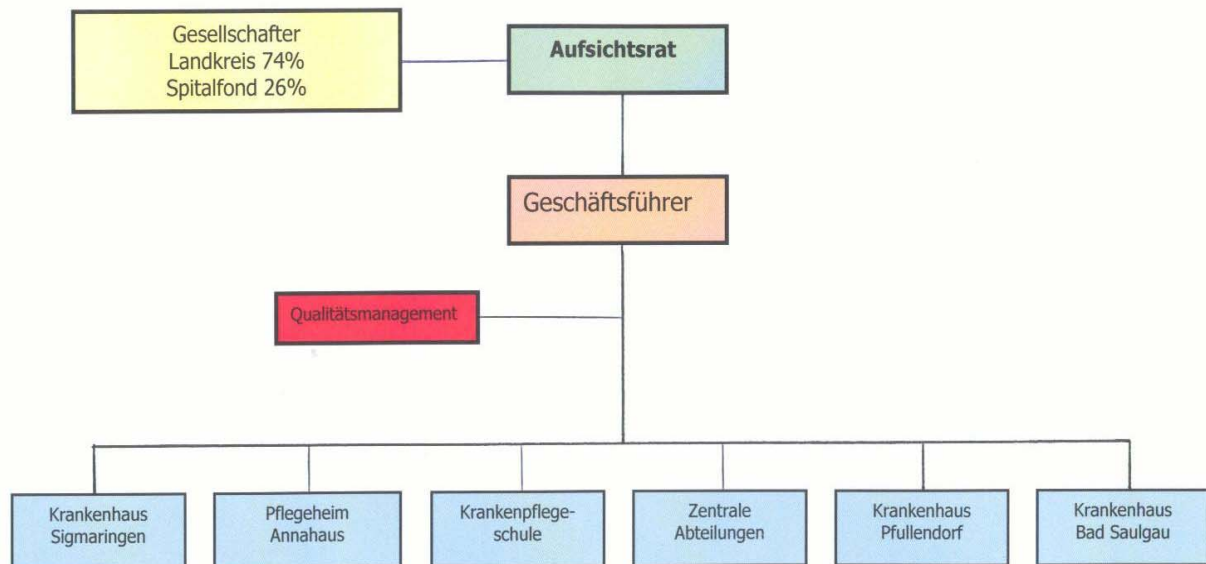 Gesellschafter
Landkreis 74%
Spitalfond 26%
Aufsichtsrat
Geschäftsführer
Qualitätsmanagement
Krankenhaus
Sigmaringen
Pflegeheim
Annahaus
Krankenpflege-
schule
Zentrale
Abteilungen
Krankenhaus
Pfullendorf
Krankenhaus
Bad Saulgau